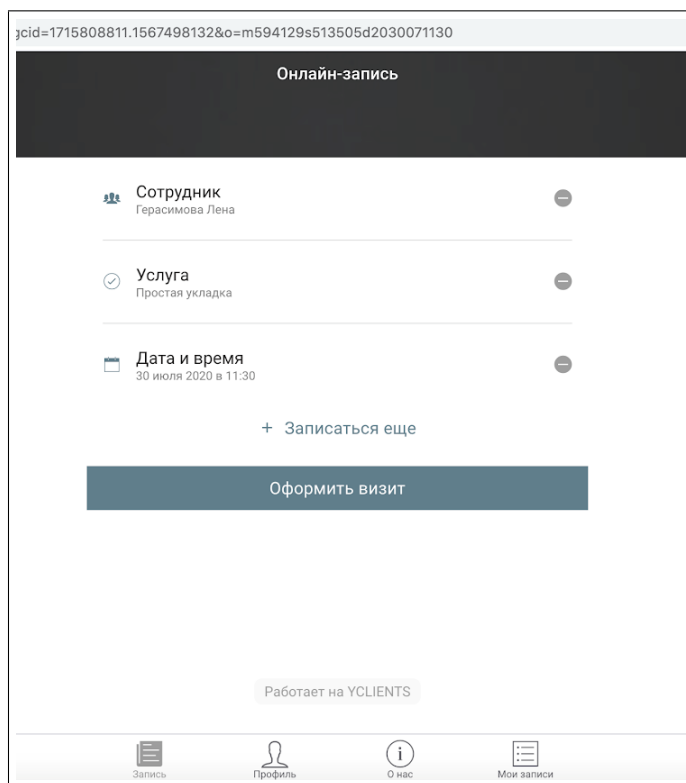 gcid=1715808811.1567498132&o=m594129s513505d2030071130
Онлайн-запись
Сотрудник
Герасимова Лена
Услуга
Простая укладка
Дата и время
30 июля 2020 в 11:30
+ Записаться еще
Оформить визит
Работает на YCLIENTS
Запись
Профиль
О нас
Мои записи